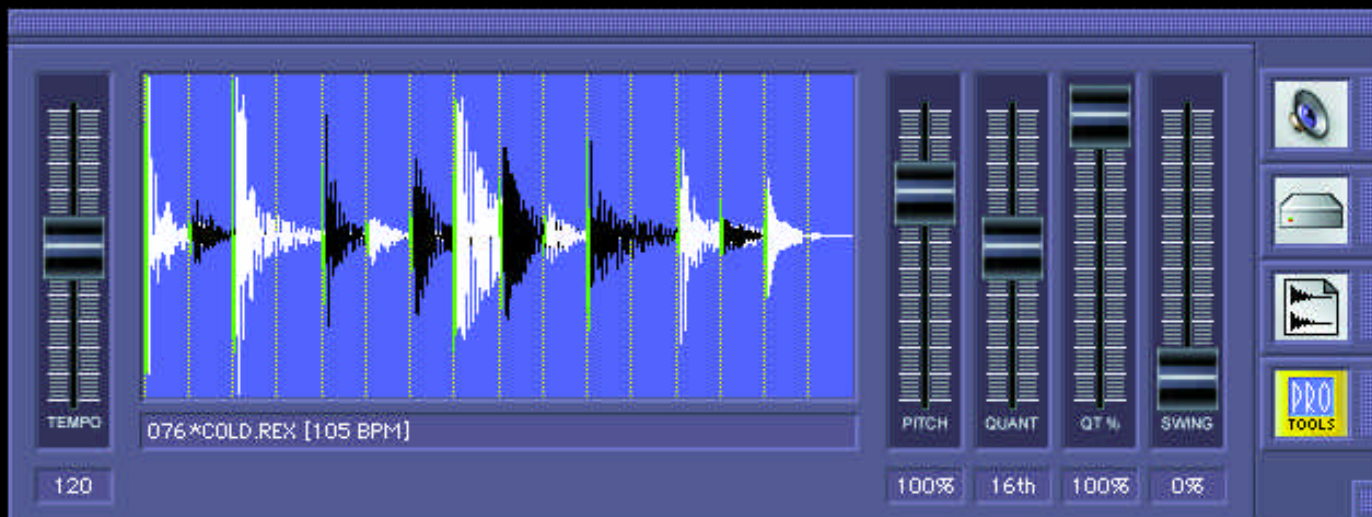 TEMPO
120
076*COLD.REX [105 BPM]
PITCH
QUANT
QT %
SWING
100%
16th
100%
0%
PRO
TOOLS